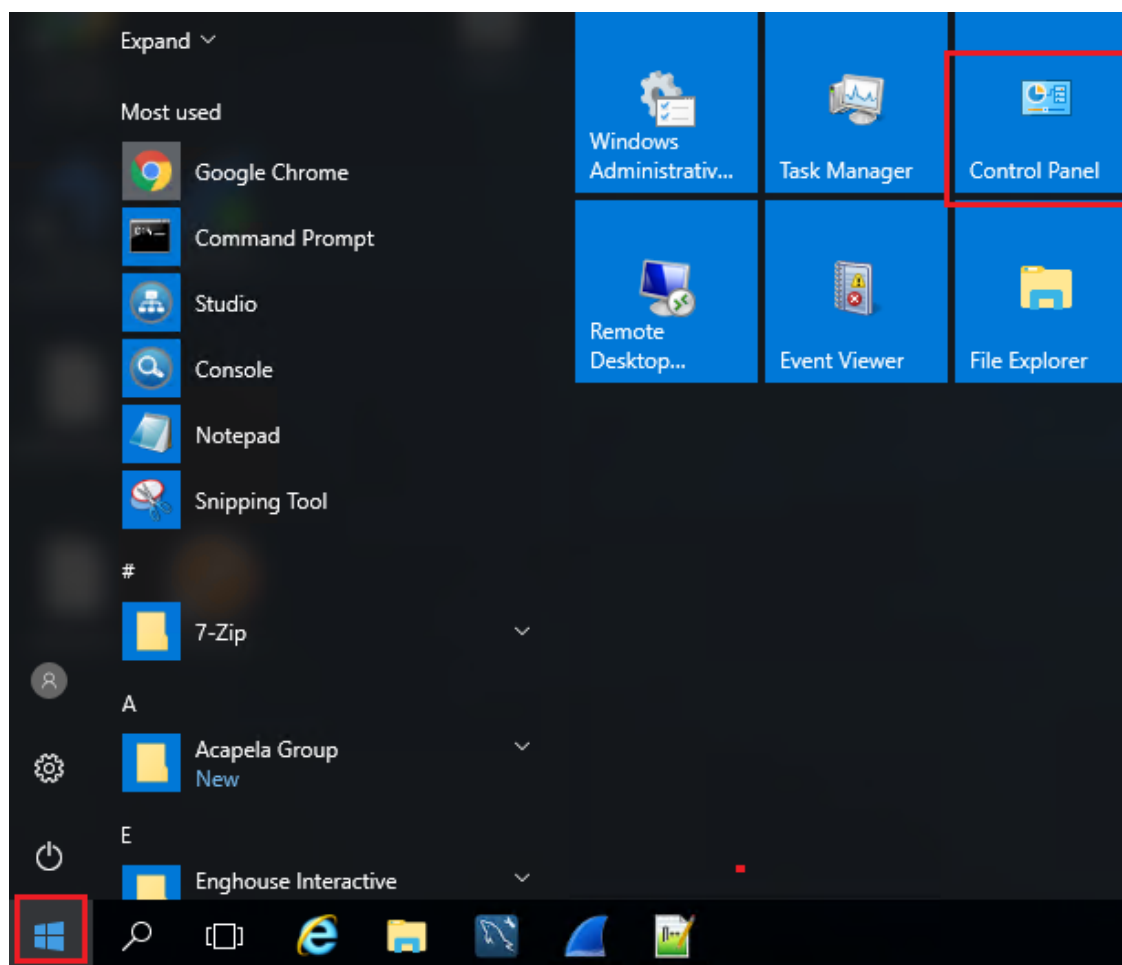 Expand
Most used
Google Chrome
Command Prompt
Studio
Console
Notepad
Snipping Tool
#
7-Zip
A
Acapela Group
New
E
Enghouse Interactive
Windows
Administrativ...
Task Manager
Control Panel
Remote
Desktop...
Event Viewer
File Explorer